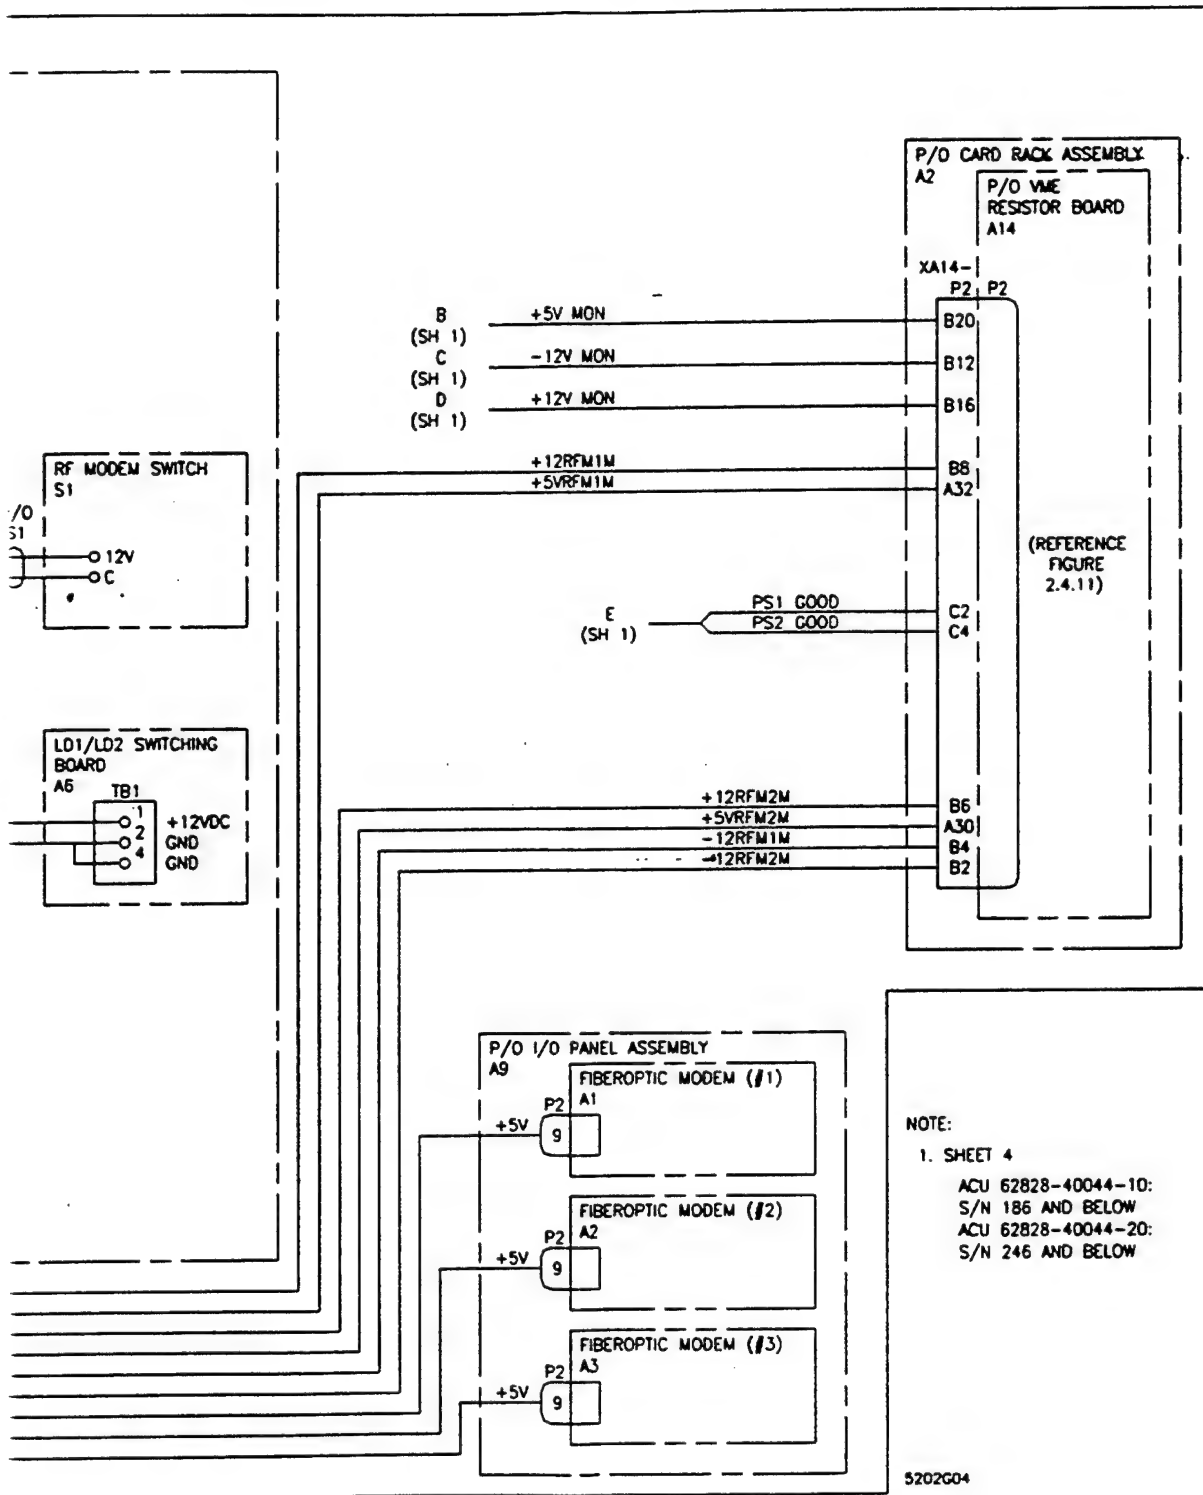 P/O CARD RACK ASSEMBLY
A2
P/O VME
RESISTOR BOARD
A14
XA14-
P2 P2
B
(SH 1)
+5V MON
B20
C
(SH 1)
-12V MON
B12
D
(SH 1)
+12V MON
B16
RF MODEM SWITCH
S1
/O
S1
12V
C
+12RFM1M
B8
+5VRFM1M
A32
(REFERENCE
FIGURE
2.4.11)
E
(SH 1)
PS1 GOOD
C2
PS2 GOOD
C4
LD1/LD2 SWITCHING
BOARD
A6
TB1
1
+12VDC
2
GND
4
GND
+12RFM2M
B6
+5VRFM2M
A30
-12RFM1M
B4
-12RFM2M
B2
P/O I/O PANEL ASSEMBLY
A9
FIBEROPTIC MODEM (#1)
A1
P2
+5V
9
FIBEROPTIC MODEM (#2)
A2
P2
+5V
9
FIBEROPTIC MODEM (#3)
A3
P2
+5V
9
NOTE:
1. SHEET 4
ACU 62828-40044-10:
S/N 186 AND BELOW
ACU 62828-40044-20:
S/N 246 AND BELOW
5202G04